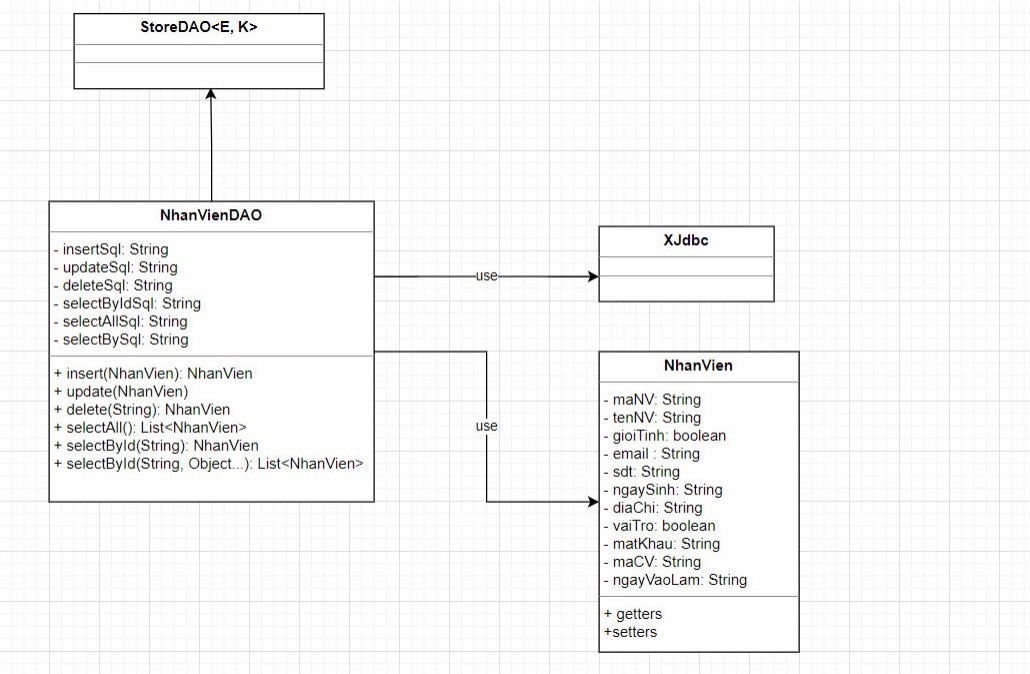 StoreDAO<E, K>
NhanVienDAO
- insertSql: String
- updateSql: String
- deleteSql: String
- selectByIdSql: String
- selectAllSql: String
- selectBySql: String
+ insert(NhanVien): NhanVien
+ update(NhanVien)
+ delete(String): NhanVien
+ selectAll(): List<NhanVien>
+ selectById(String): NhanVien
+ selectById(String, Object...): List<NhanVien>
use
XJdbc
use
NhanVien
- maNV: String
- tenNV: String
- gioiTinh: boolean
- email : String
- sdt: String
- ngaySinh: String
- diaChi: String
- vaiTro: boolean
- matKhau: String
- maCV: String
- ngayVaoLam: String
+ getters
+setters